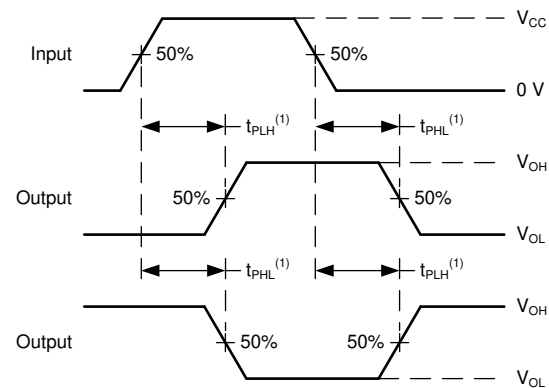 V_CC
Input 50% 50%
0 V
t_PLH^(1) t_PHL^(1)
V_OH
Output 50% 50%
V_OL
t_PHL^(1) t_PLH^(1)
V_OH
Output 50% 50%
V_OL